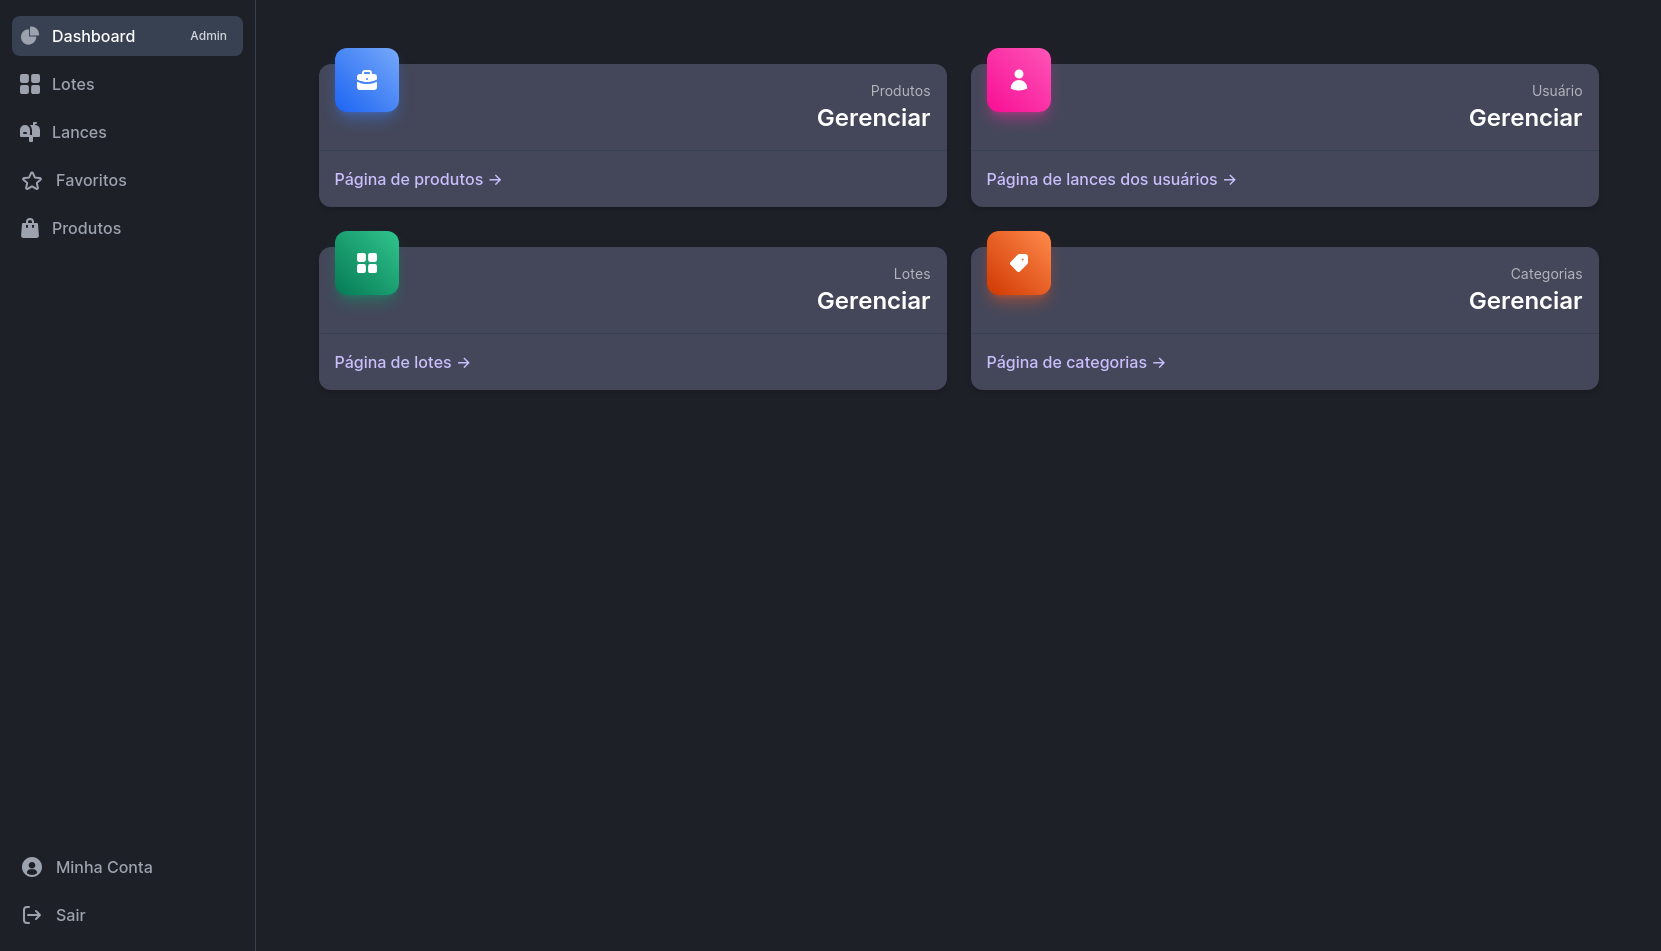 Dashboard Admin
Lotes
Lances
Favoritos
Produtos
Minha Conta
Sair
Produtos
Gerenciar
Página de produtos →
Usuário
Gerenciar
Página de lances dos usuários →
Lotes
Gerenciar
Página de lotes →
Categorias
Gerenciar
Página de categorias →